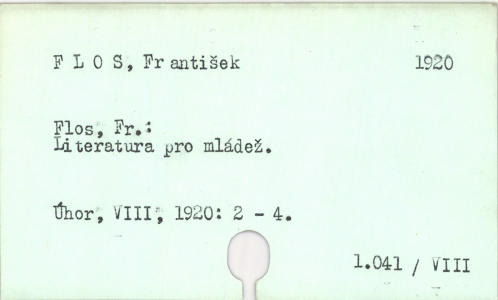 F L O S, František 1920
Flos, Fr.:
Literatura pro mládež.
Úhor, VIII, 1920: 2 - 4.
1.041 / VIII